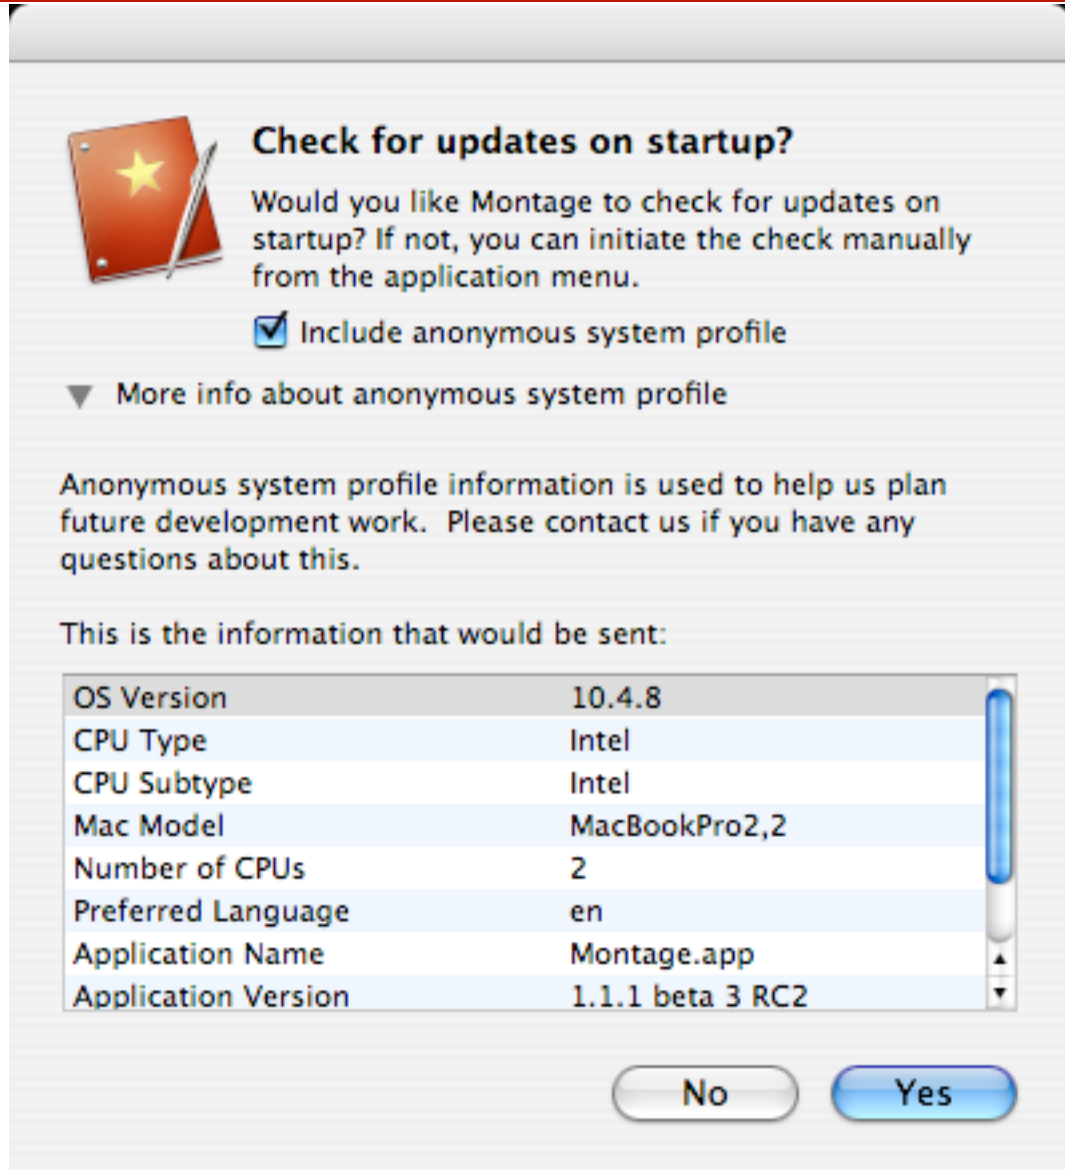 Check for updates on startup?
Would you like Montage to check for updates on
startup? If not, you can initiate the check manually
from the application menu.
Include anonymous system profile
More info about anonymous system profile
Anonymous system profile information is used to help us plan
future development work.  Please contact us if you have any
questions about this.
This is the information that would be sent:
OS Version 10.4.8
CPU Type Intel
CPU Subtype Intel
Mac Model MacBookPro2,2
Number of CPUs 2
Preferred Language en
Application Name Montage.app
Application Version 1.1.1 beta 3 RC2
No Yes